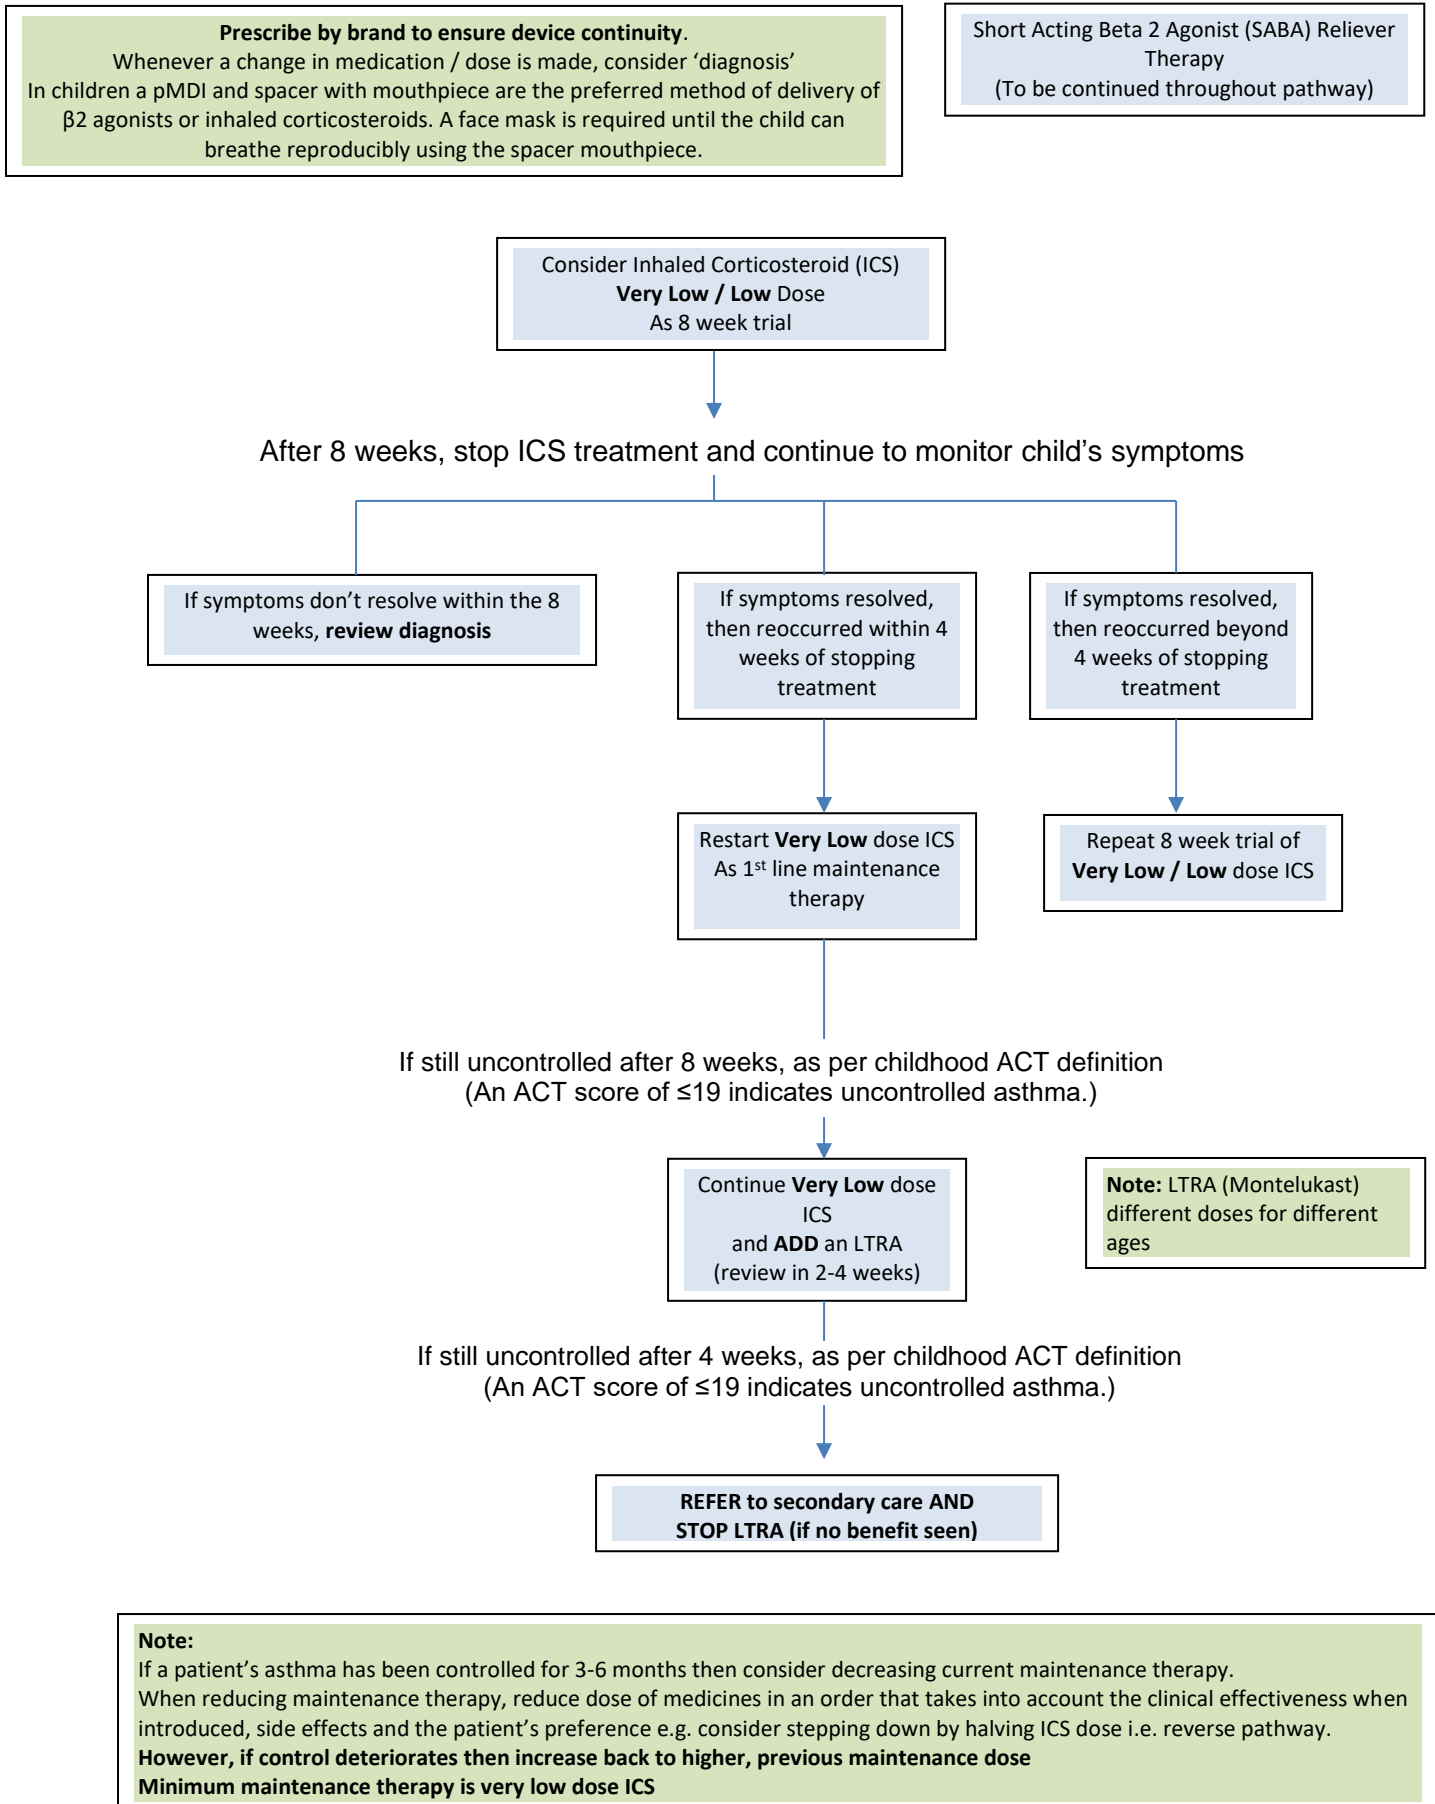 Prescribe by brand to ensure device continuity.
Whenever a change in medication / dose is made, consider ‘diagnosis’
In children a pMDI and spacer with mouthpiece are the preferred method of delivery of
β2 agonists or inhaled corticosteroids. A face mask is required until the child can
breathe reproducibly using the spacer mouthpiece.
Short Acting Beta 2 Agonist (SABA) Reliever
Therapy
(To be continued throughout pathway)
Consider Inhaled Corticosteroid (ICS)
Very Low / Low Dose
As 8 week trial
After 8 weeks, stop ICS treatment and continue to monitor child’s symptoms
If symptoms don’t resolve within the 8
weeks, review diagnosis
If symptoms resolved,
then reoccurred within 4
weeks of stopping
treatment
If symptoms resolved,
then reoccurred beyond
4 weeks of stopping
treatment
Restart Very Low dose ICS
As 1st line maintenance
therapy
Repeat 8 week trial of
Very Low / Low dose ICS
If still uncontrolled after 8 weeks, as per childhood ACT definition
(An ACT score of ≤19 indicates uncontrolled asthma.)
Continue Very Low dose
ICS
and ADD an LTRA
(review in 2-4 weeks)
Note: LTRA (Montelukast)
different doses for different
ages
If still uncontrolled after 4 weeks, as per childhood ACT definition
(An ACT score of ≤19 indicates uncontrolled asthma.)
REFER to secondary care AND
STOP LTRA (if no benefit seen)
Note:
If a patient’s asthma has been controlled for 3-6 months then consider decreasing current maintenance therapy.
When reducing maintenance therapy, reduce dose of medicines in an order that takes into account the clinical effectiveness when
introduced, side effects and the patient’s preference e.g. consider stepping down by halving ICS dose i.e. reverse pathway.
However, if control deteriorates then increase back to higher, previous maintenance dose
Minimum maintenance therapy is very low dose ICS